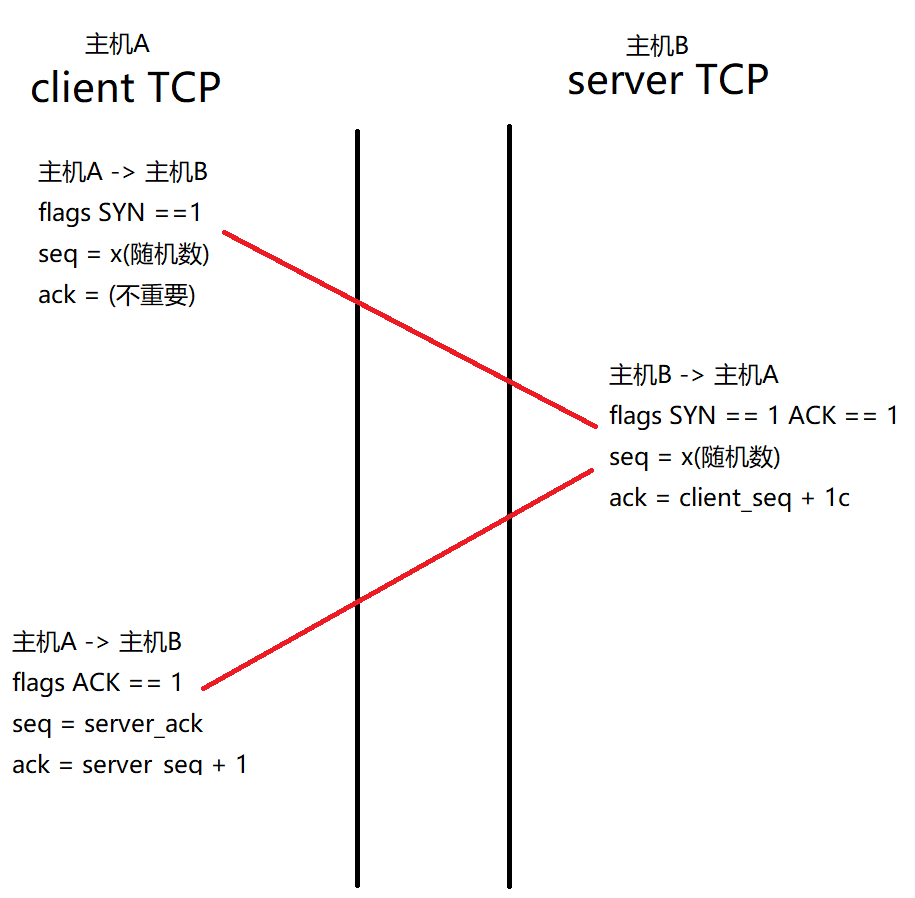 主机A
client TCP
主机B
server TCP
主机A -> 主机B
flags SYN ==1
seq = x(随机数)
ack = (不重要)
主机B -> 主机A
flags SYN == 1 ACK == 1
seq = x(随机数)
ack = client_seq + 1c
主机A -> 主机B
flags ACK == 1
seq = server_ack
ack = server_seq + 1